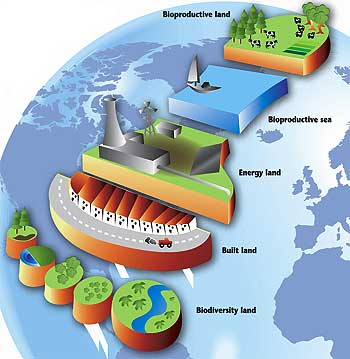 Bioproductive land
Bioproductive sea
Energy land
Built land
Biodiversity land